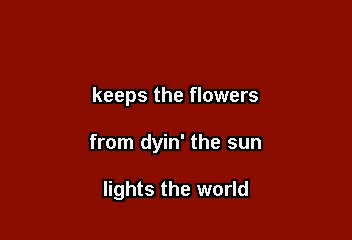 keeps the flowers
from dyin' the sun
lights the world